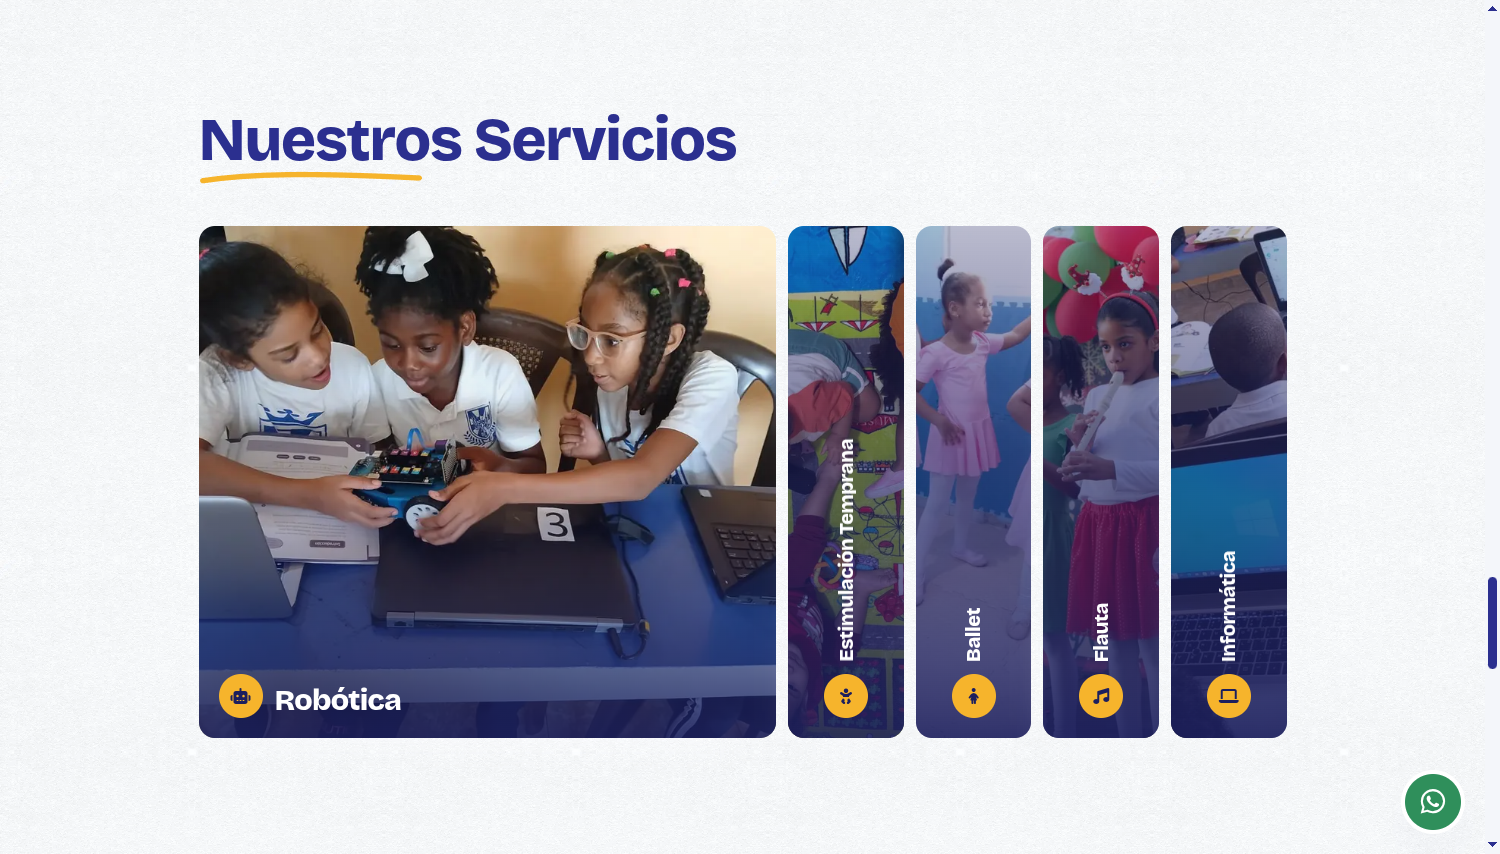 Nuestros Servicios
3
Robótica
Estimulación Temprana
Ballet
Flauta
Informática